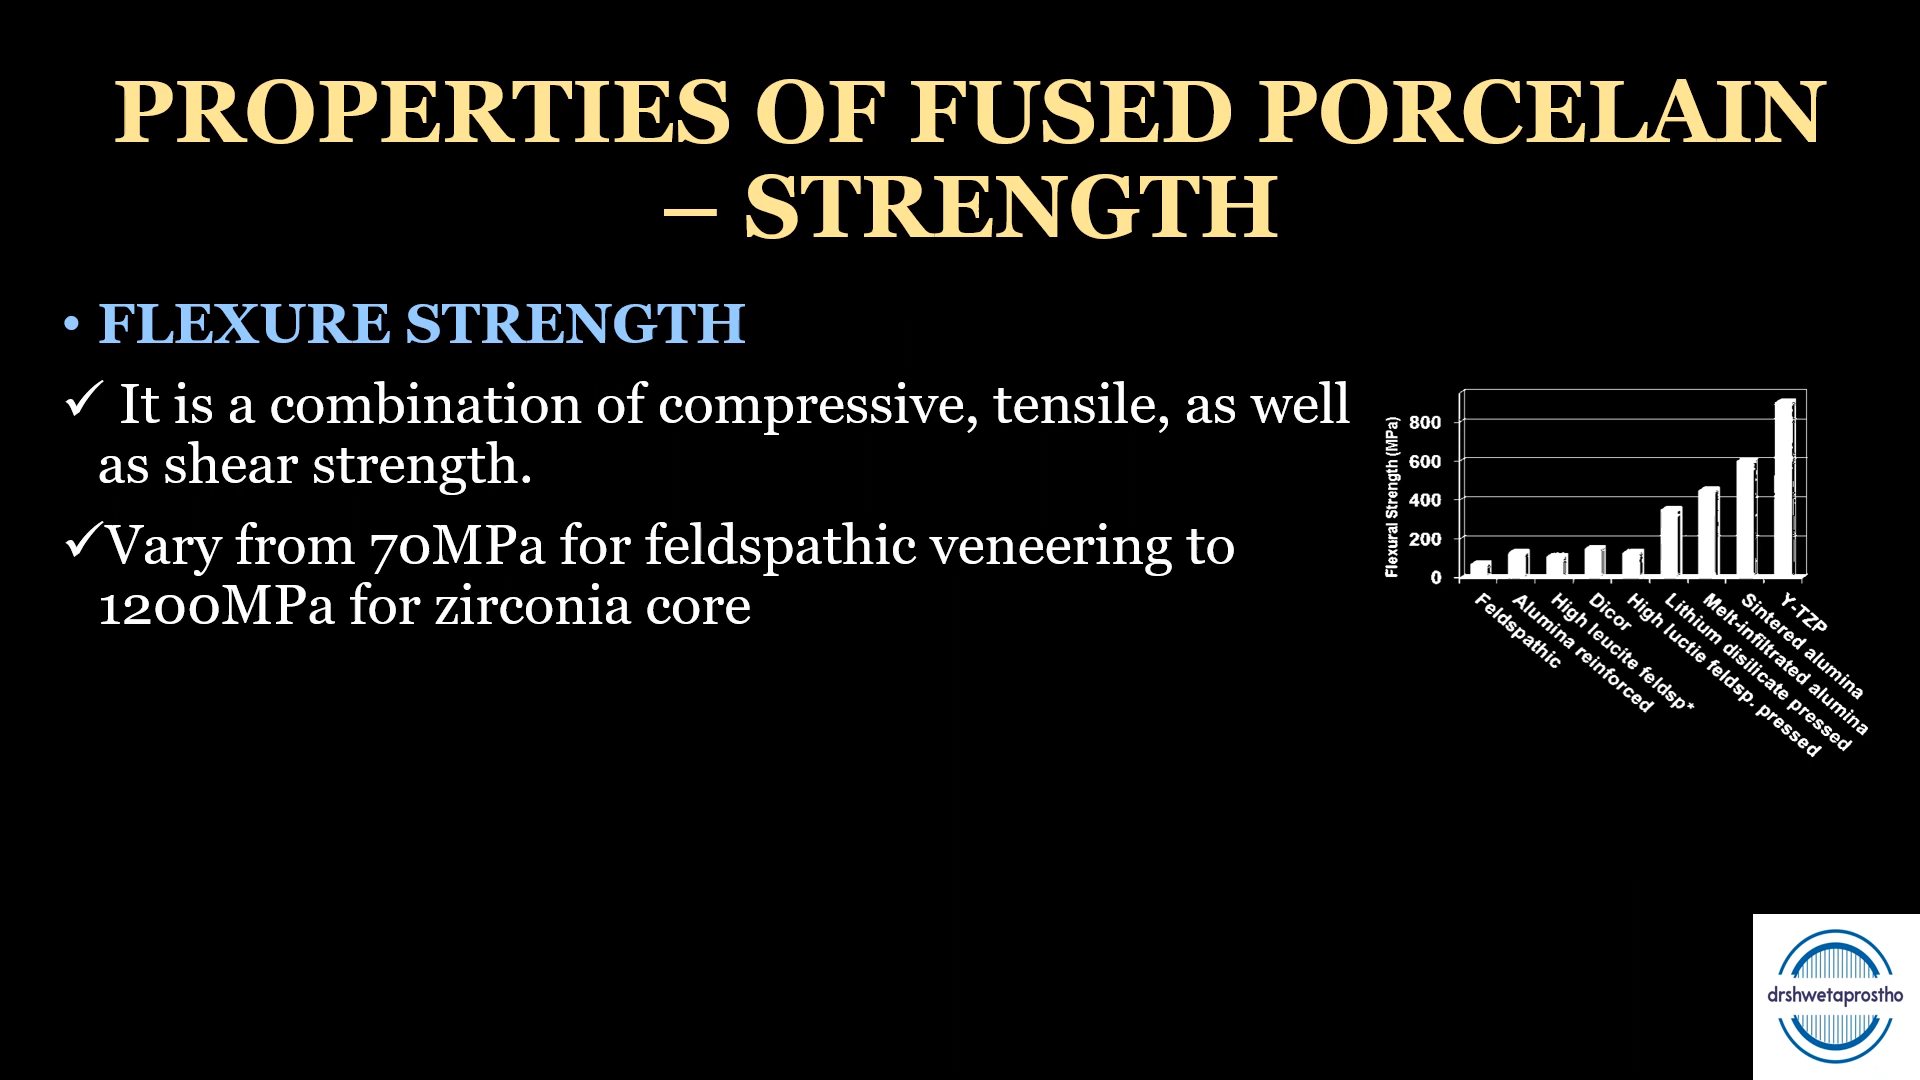 PROPERTIES OF FUSED PORCELAIN
– STRENGTH
• FLEXURE STRENGTH
✓ It is a combination of compressive, tensile, as well
as shear strength.
✓Vary from 70MPa for feldspathic veneering to
1200MPa for zirconia core
Flexural Strength (MPa)
800
600
400
200
0
Feldspathic
Alumina reinforced
High leucite feldsp*
Dicor
High luctie feldsp. pressed
Lithium disilicate pressed
Melt-infiltrated alumina
Sintered alumina
Y-TZP
drshwetaprostho